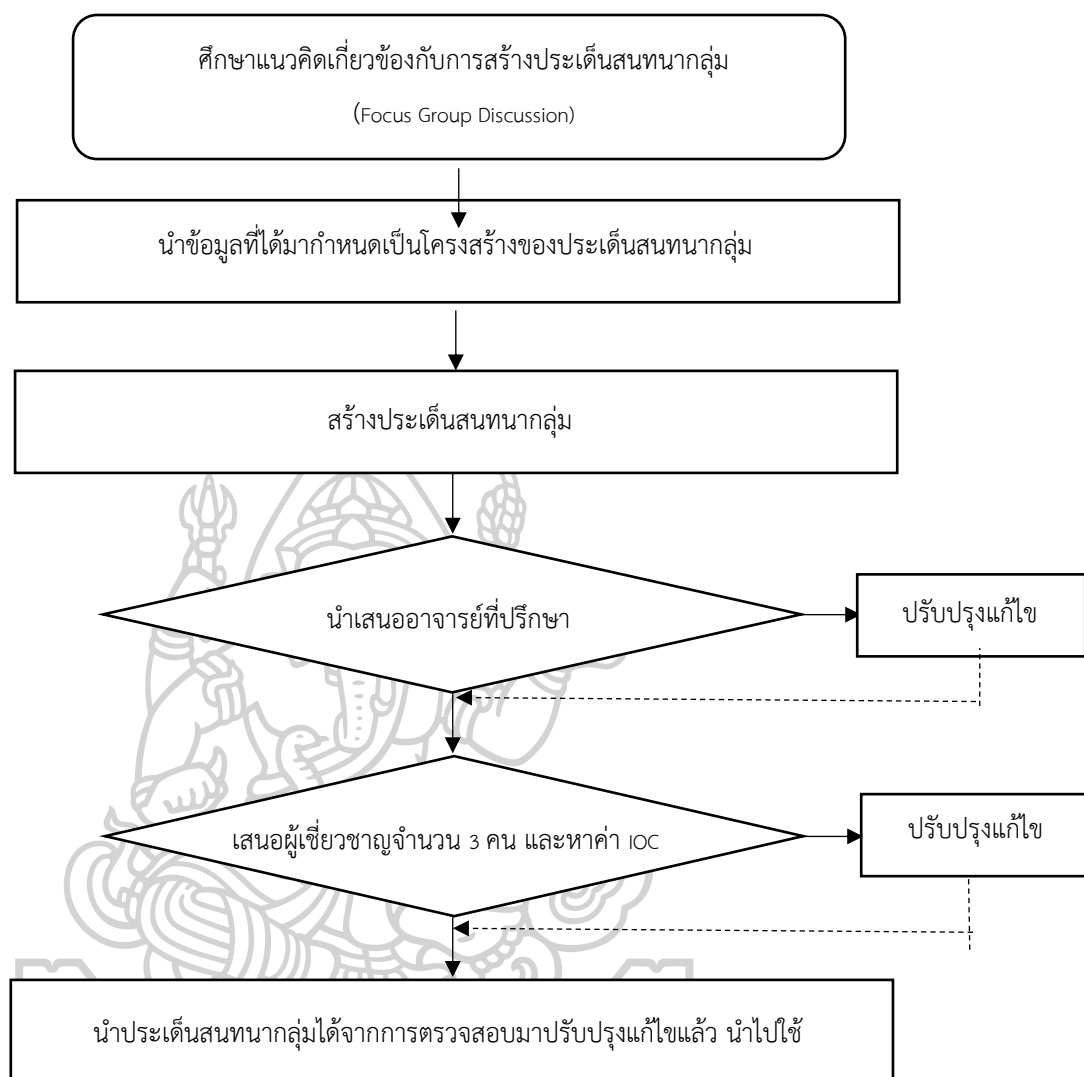 ศึกษาแนวคิดเกี่ยวข้องกับการสร้างประเด็นสนทนากลุ่ม
(Focus Group Discussion)
นำข้อมูลที่ได้มากำหนดเป็นโครงสร้างของประเด็นสนทนากลุ่ม
สร้างประเด็นสนทนากลุ่ม
นำเสนออาจารย์ที่ปรึกษา
ปรับปรุงแก้ไข
เสนอผู้เชี่ยวชาญจำนวน 3 คน และหาค่า IOC
ปรับปรุงแก้ไข
นำประเด็นสนทนากลุ่มได้จากการตรวจสอบมาปรับปรุงแก้ไขแล้ว นำไปใช้